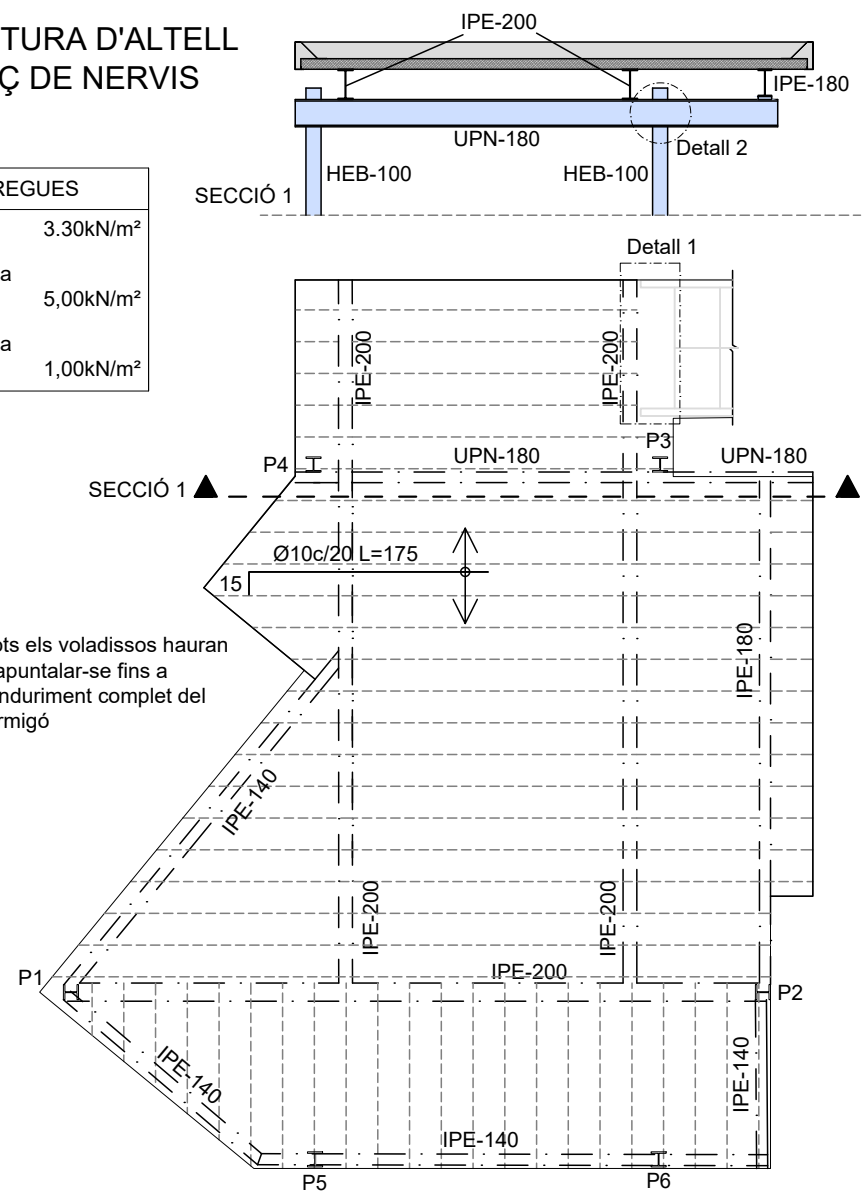 TURA D'ALTELL
Ç DE NERVIS
REGUES
3.30kN/m²
a
5,00kN/m²
a
1,00kN/m²
IPE-200
IPE-180
UPN-180
Detall 2
HEB-100
HEB-100
SECCIÓ 1
Detall 1
IPE-200
IPE-200
P3
P4
UPN-180
UPN-180
SECCIÓ 1
Ø10c/20 L=175
15
ots els voladissos hauran
apuntalar-se fins a
enduriment complet del
rmigó
IPE-180
IPE-140
IPE-200
IPE-200
IPE-200
P1
P2
IPE-140
IPE-140
IPE-140
P5
P6